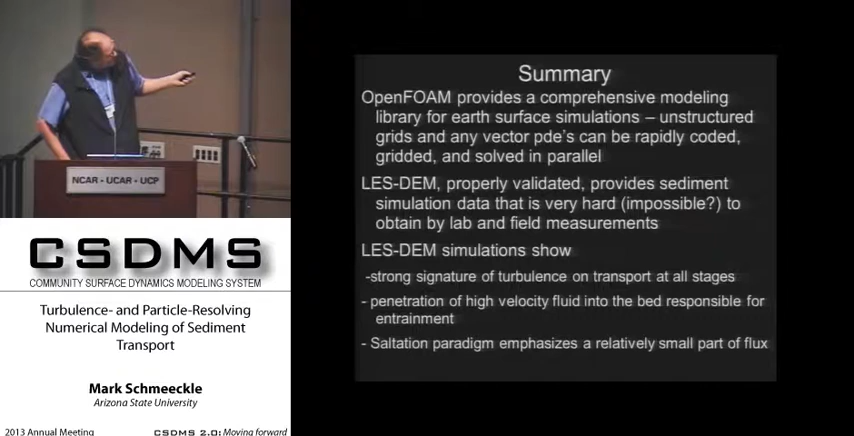 NCAR - UCAR - UCP
CSDMS
COMMUNITY SURFACE DYNAMICS MODELING SYSTEM
Turbulence- and Particle-Resolving
Numerical Modeling of Sediment
Transport
Mark Schmeeckle
Arizona State University
2013 Annual Meeting
CSDMS 2.0: Moving forward
Summary
OpenFOAM provides a comprehensive modeling
library for earth surface simulations – unstructured
grids and any vector pde's can be rapidly coded,
gridded, and solved in parallel
LES-DEM, properly validated, provides sediment
simulation data that is very hard (impossible?) to
obtain by lab and field measurements
LES-DEM simulations show
-strong signature of turbulence on transport at all stages
- penetration of high velocity fluid into the bed responsible for
entrainment
- Saltation paradigm emphasizes a relatively small part of flux